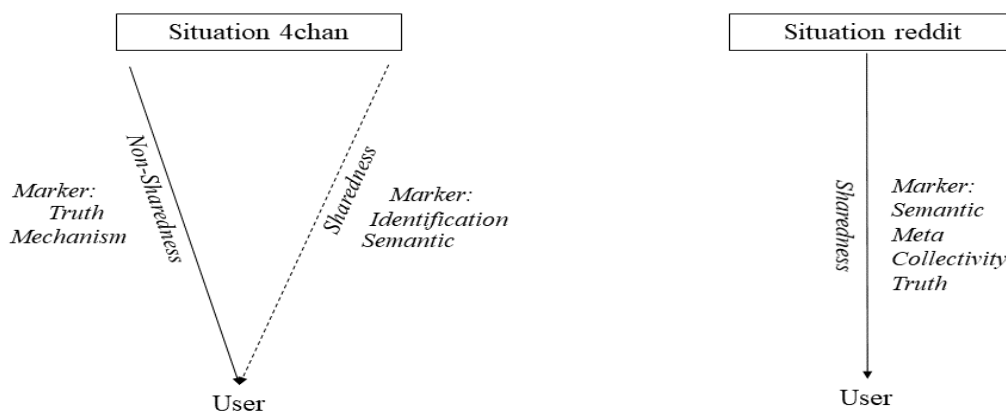 Situation 4chan
Non-Sharedness
Sharedness
Marker:
Truth
Mechanism
Marker:
Identification
Semantic
User
Situation reddit
Sharedness
Marker:
Semantic
Meta
Collectivity
Truth
User